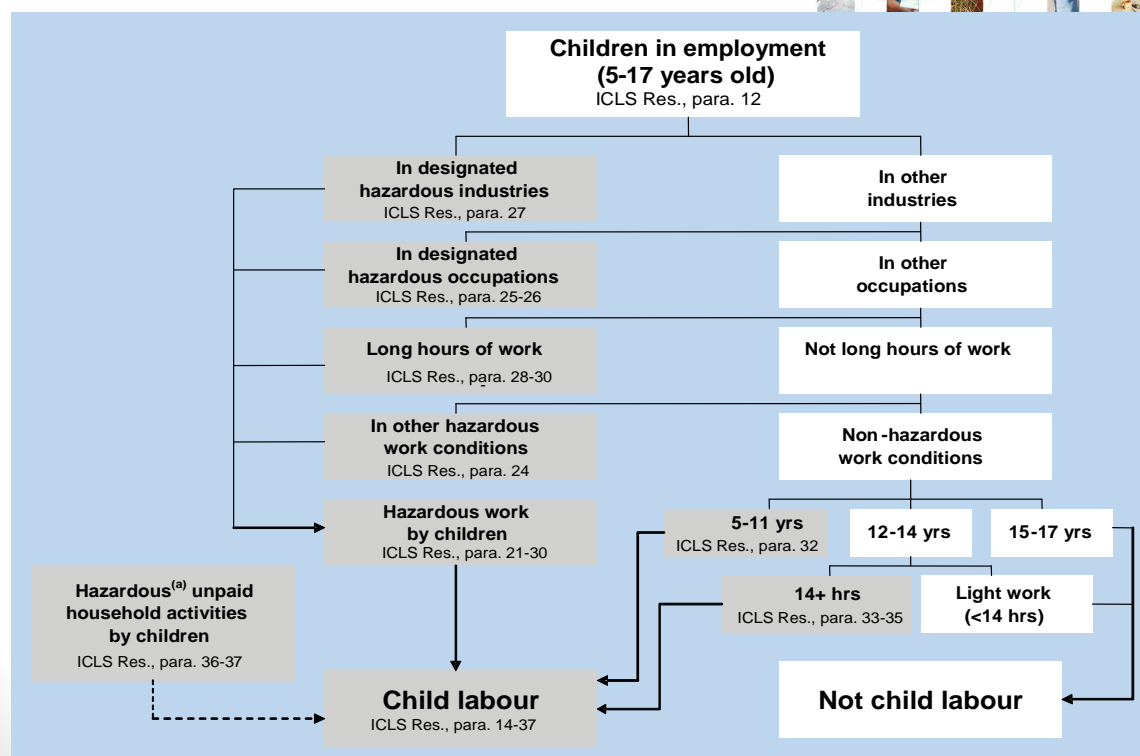 Children in employment
(5-17 years old)
ICLS Res., para. 12
In designated
hazardous industries
ICLS Res., para. 27
In other
industries
In designated
hazardous occupations
ICLS Res., para. 25-26
In other
occupations
Long hours of work
ICLS Res., para. 28-30
Not long hours of work
In other hazardous
work conditions
ICLS Res., para. 24
Non-hazardous
work conditions
Hazardous work
by children
ICLS Res., para. 21-30
5-11 yrs
ICLS Res., para. 32
12-14 yrs
15-17 yrs
Hazardous(a) unpaid
household activities
by children
ICLS Res., para. 36-37
14+ hrs
ICLS Res., para. 33-35
Light work
(<14 hrs)
Child labour
ICLS Res., para. 14-37
Not child labour